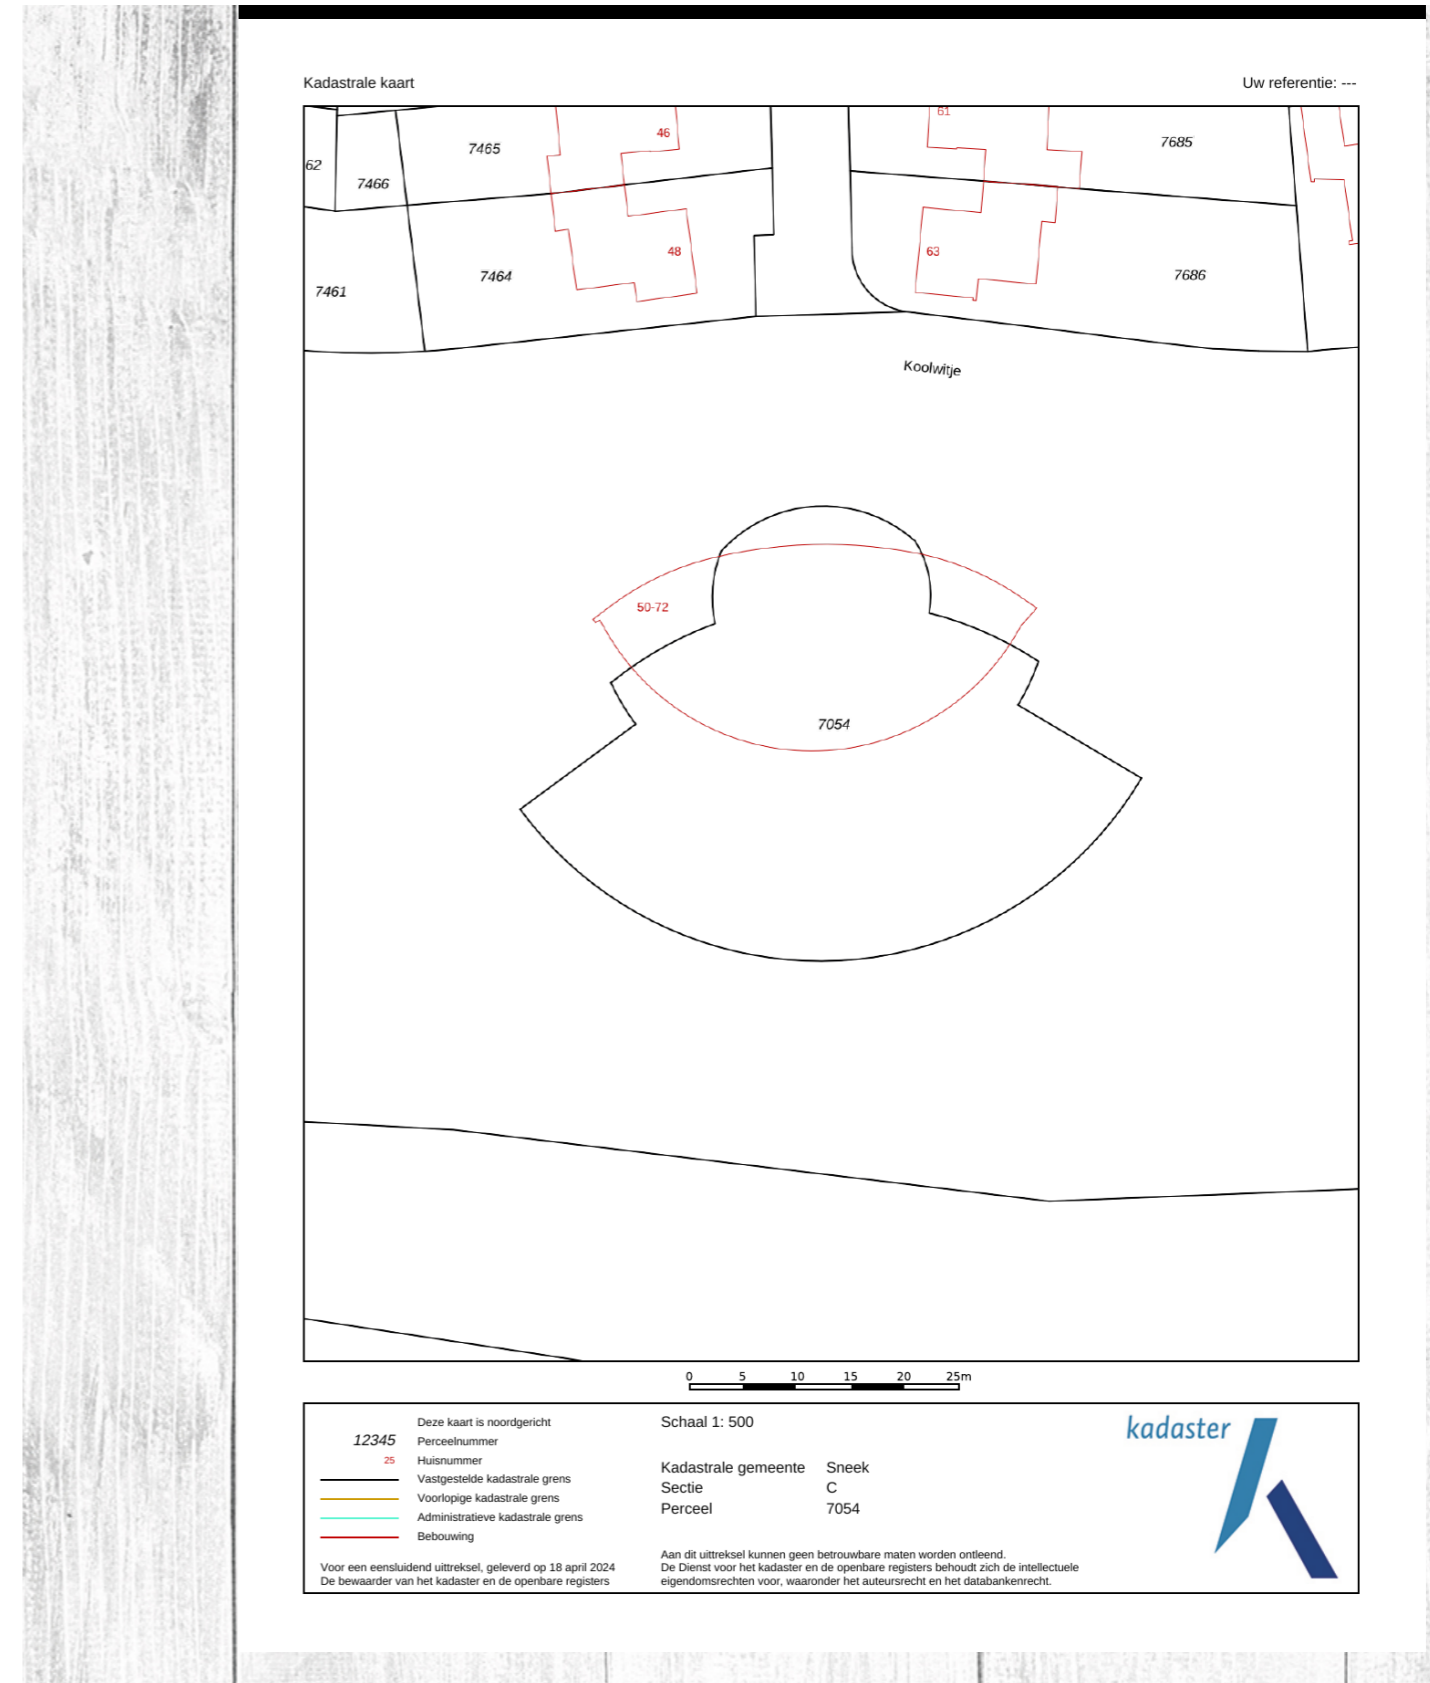 Kadastrale kaart
Uw referentie: ---
61
46
7465
7685
62
7466
48
63
7464
7686
7461
Koolwitje
50-72
7054
0 5 10 15 20 25m
Deze kaart is noordgericht
12345 Perceelnummer
25 Huisnummer
Vastgestelde kadastrale grens
Voorlopige kadastrale grens
Administratieve kadastrale grens
Bebouwing
Voor een eensluidend uittreksel, geleverd op 18 april 2024
De bewaarder van het kadaster en de openbare registers
Schaal 1: 500
Kadastrale gemeente Sneek
Sectie C
Perceel 7054
Aan dit uittreksel kunnen geen betrouwbare maten worden ontleend.
De Dienst voor het kadaster en de openbare registers behoudt zich de intellectuele
eigendomsrechten voor, waaronder het auteursrecht en het databankenrecht.
kadaster